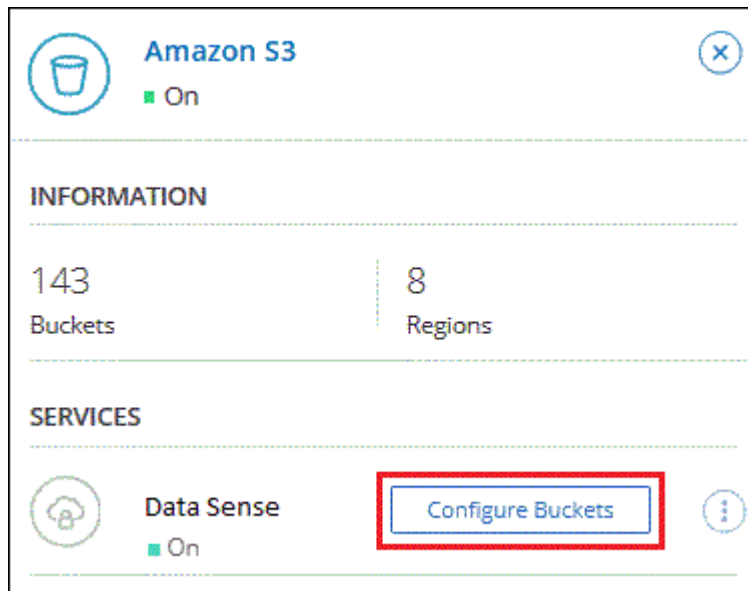 Amazon S3
On
INFORMATION
143
Buckets
8
Regions
SERVICES
Data Sense
On
Configure Buckets